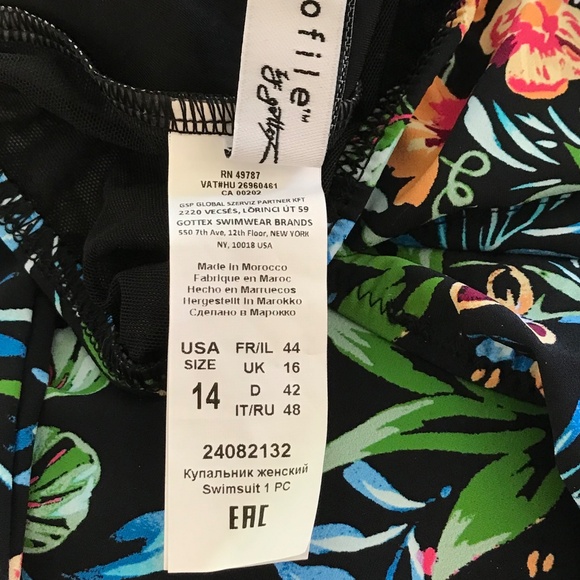 ofile™
by gottex
RN 49787
VAT#HU 26960461
CA 00202
GSP GLOBAL SZERVIZ PARTNER KFT
2220 VECSÉS, LŐRINCI ÚT 59
GOTTEX SWIMWEAR BRANDS
550 7th Ave, 12th Floor, NEW YORK
NY, 10018 USA
Made in Morocco
Fabrique en Maroc
Hecho en Marruecos
Hergestellt in Marokko
Сделано в Марокко
USA SIZE 14
FR/IL 44
UK 16
D 42
IT/RU 48
24082132
Купальник женский
Swimsuit 1 PC
EAC